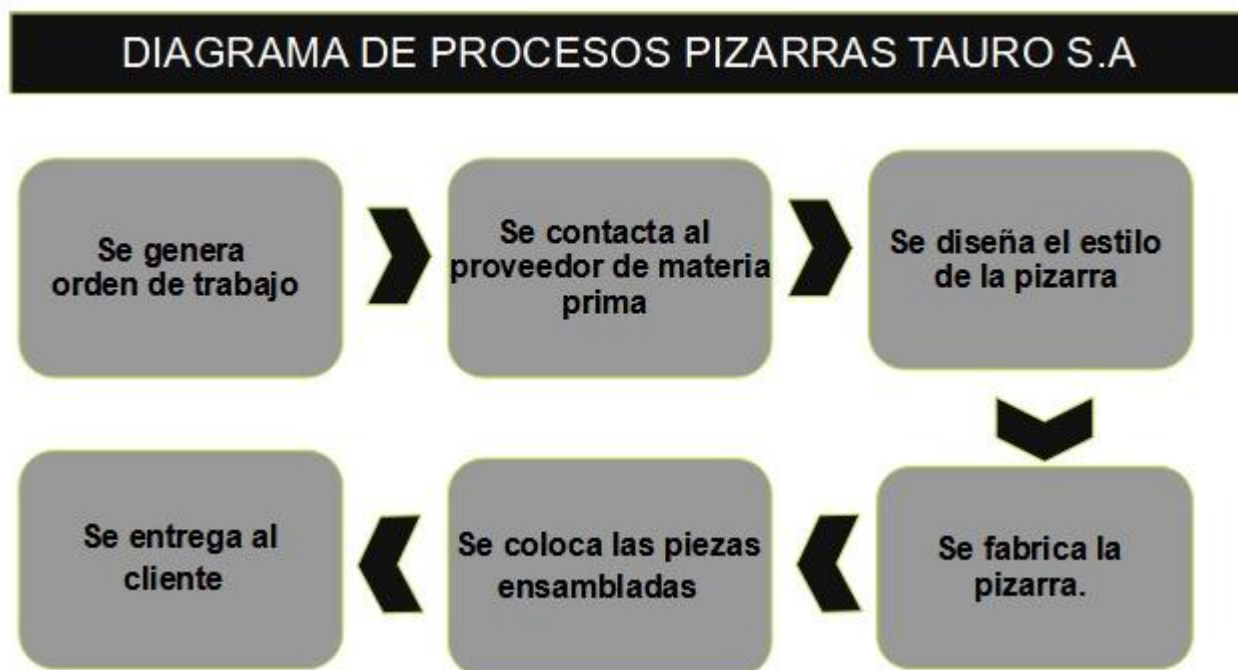 DIAGRAMA DE PROCESOS PIZARRAS TAURO S.A
Se genera
orden de trabajo
Se contacta al
proveedor de materia
prima
Se diseña el estilo
de la pizarra
Se fabrica la
pizarra.
Se coloca las piezas
ensambladas
Se entrega al
cliente